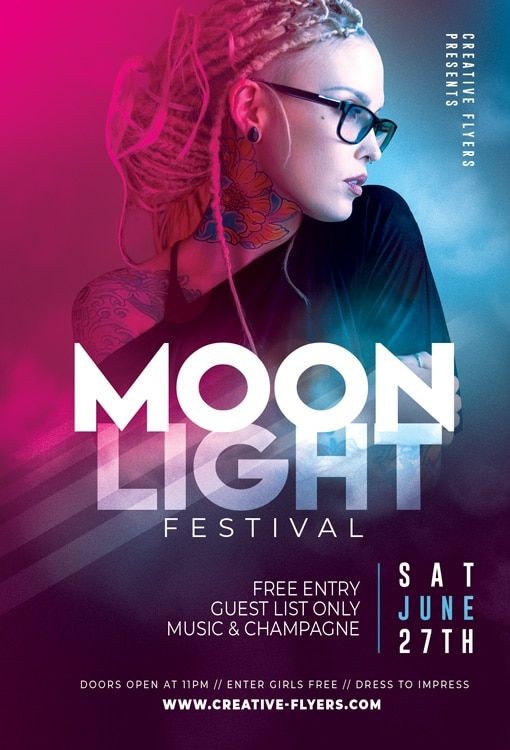 CREATIVE FLYERS
PRESENTS
MOON
LIGHT
FESTIVAL
FREE ENTRY
GUEST LIST ONLY
MUSIC & CHAMPAGNE
SAT
JUNE
27TH
DOORS OPEN AT 11PM // ENTER GIRLS FREE // DRESS TO IMPRESS
WWW.CREATIVE-FLYERS.COM